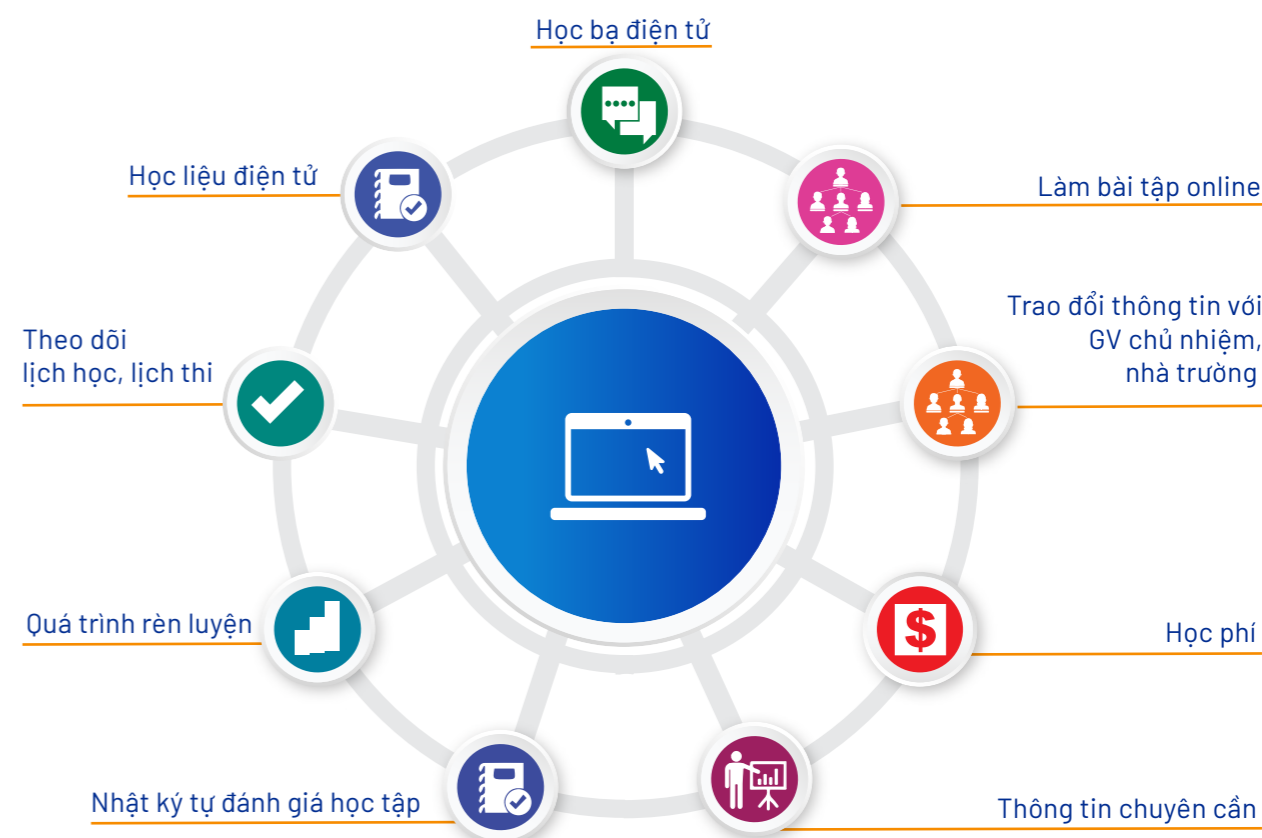 Học bạ điện tử
Học liệu điện tử
Làm bài tập online
Trao đổi thông tin với
GV chủ nhiệm,
nhà trường
Theo dõi
lịch học, lịch thi
Quá trình rèn luyện
$
Học phí
Nhật ký tự đánh giá học tập
Thông tin chuyên cần